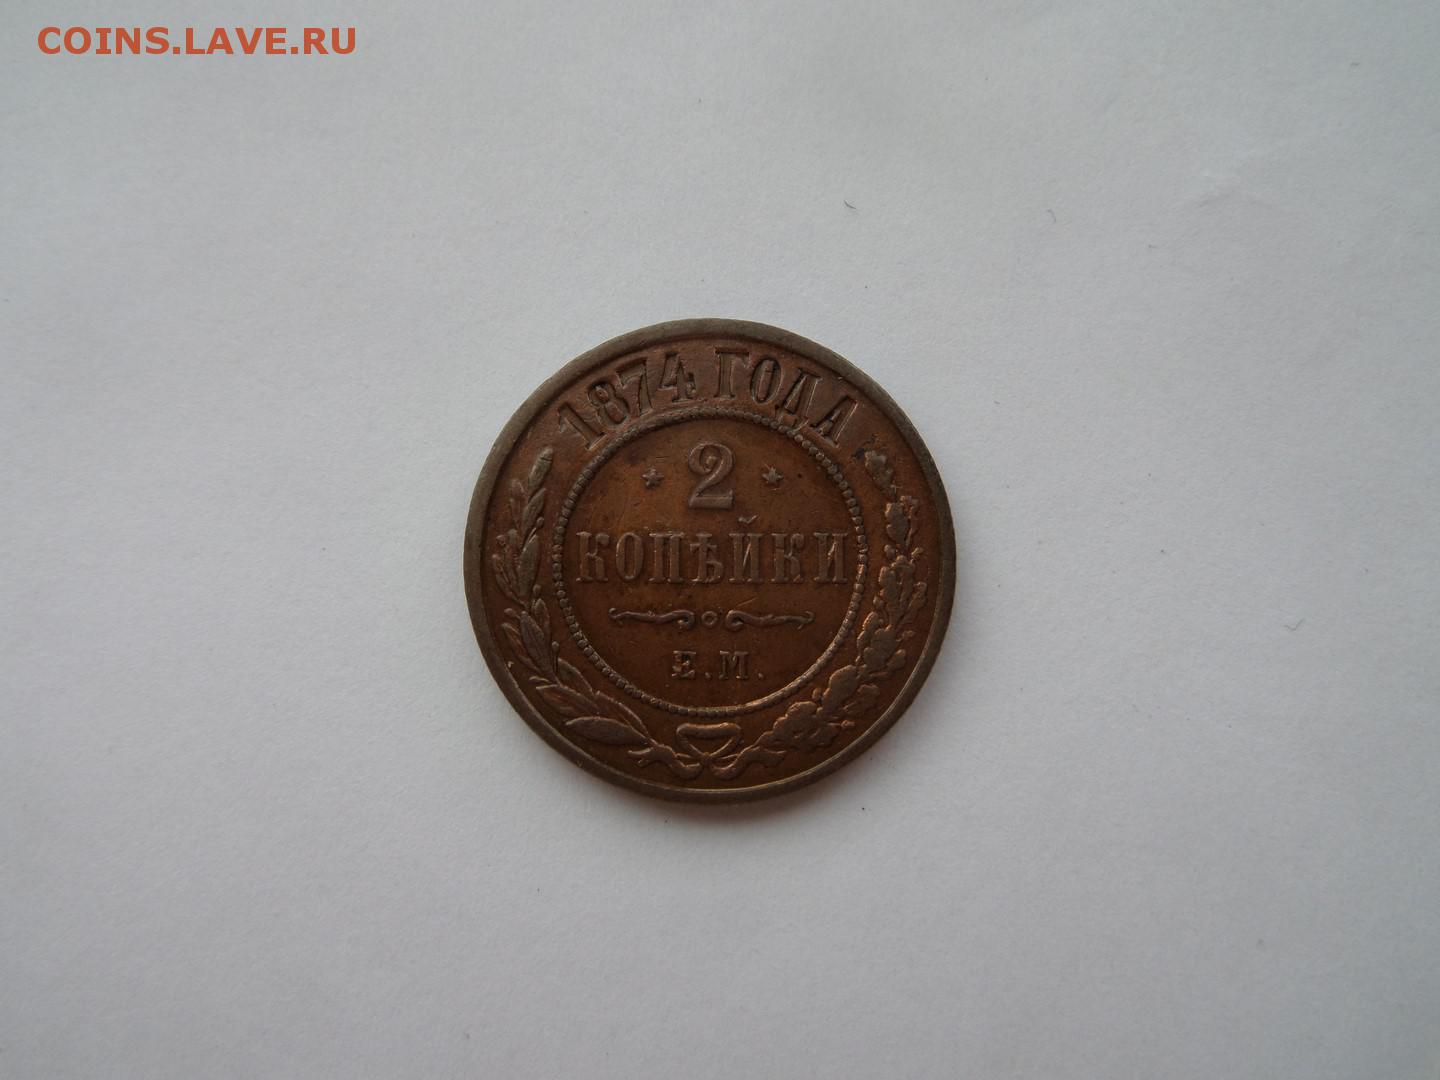 COINS.LAVE.RU
1874 ГОДА
2
КОПѢЙКИ
Е.М.